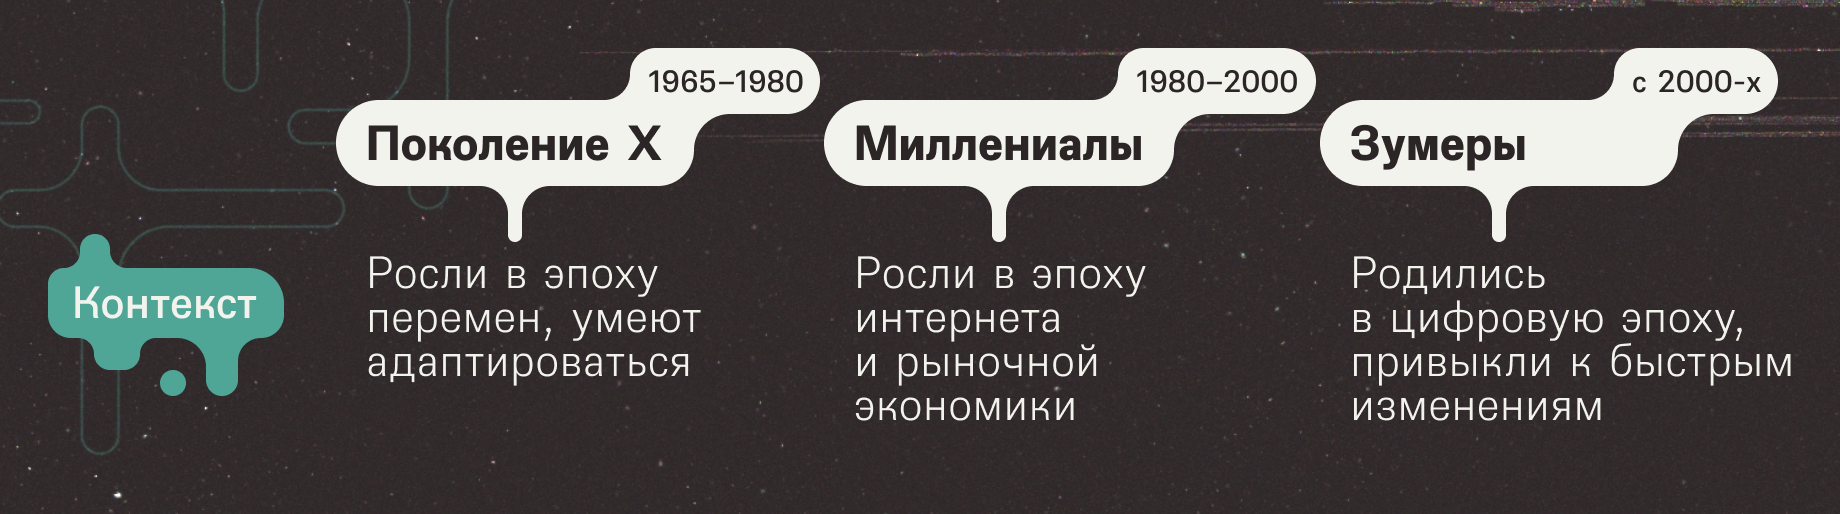 Контекст
1965–1980
Поколение X
Росли в эпоху
перемен, умеют
адаптироваться
1980–2000
Миллениалы
Росли в эпоху
интернета
и рыночной
экономики
с 2000-х
Зумеры
Родились
в цифровую эпоху,
привыкли к быстрым
изменениям